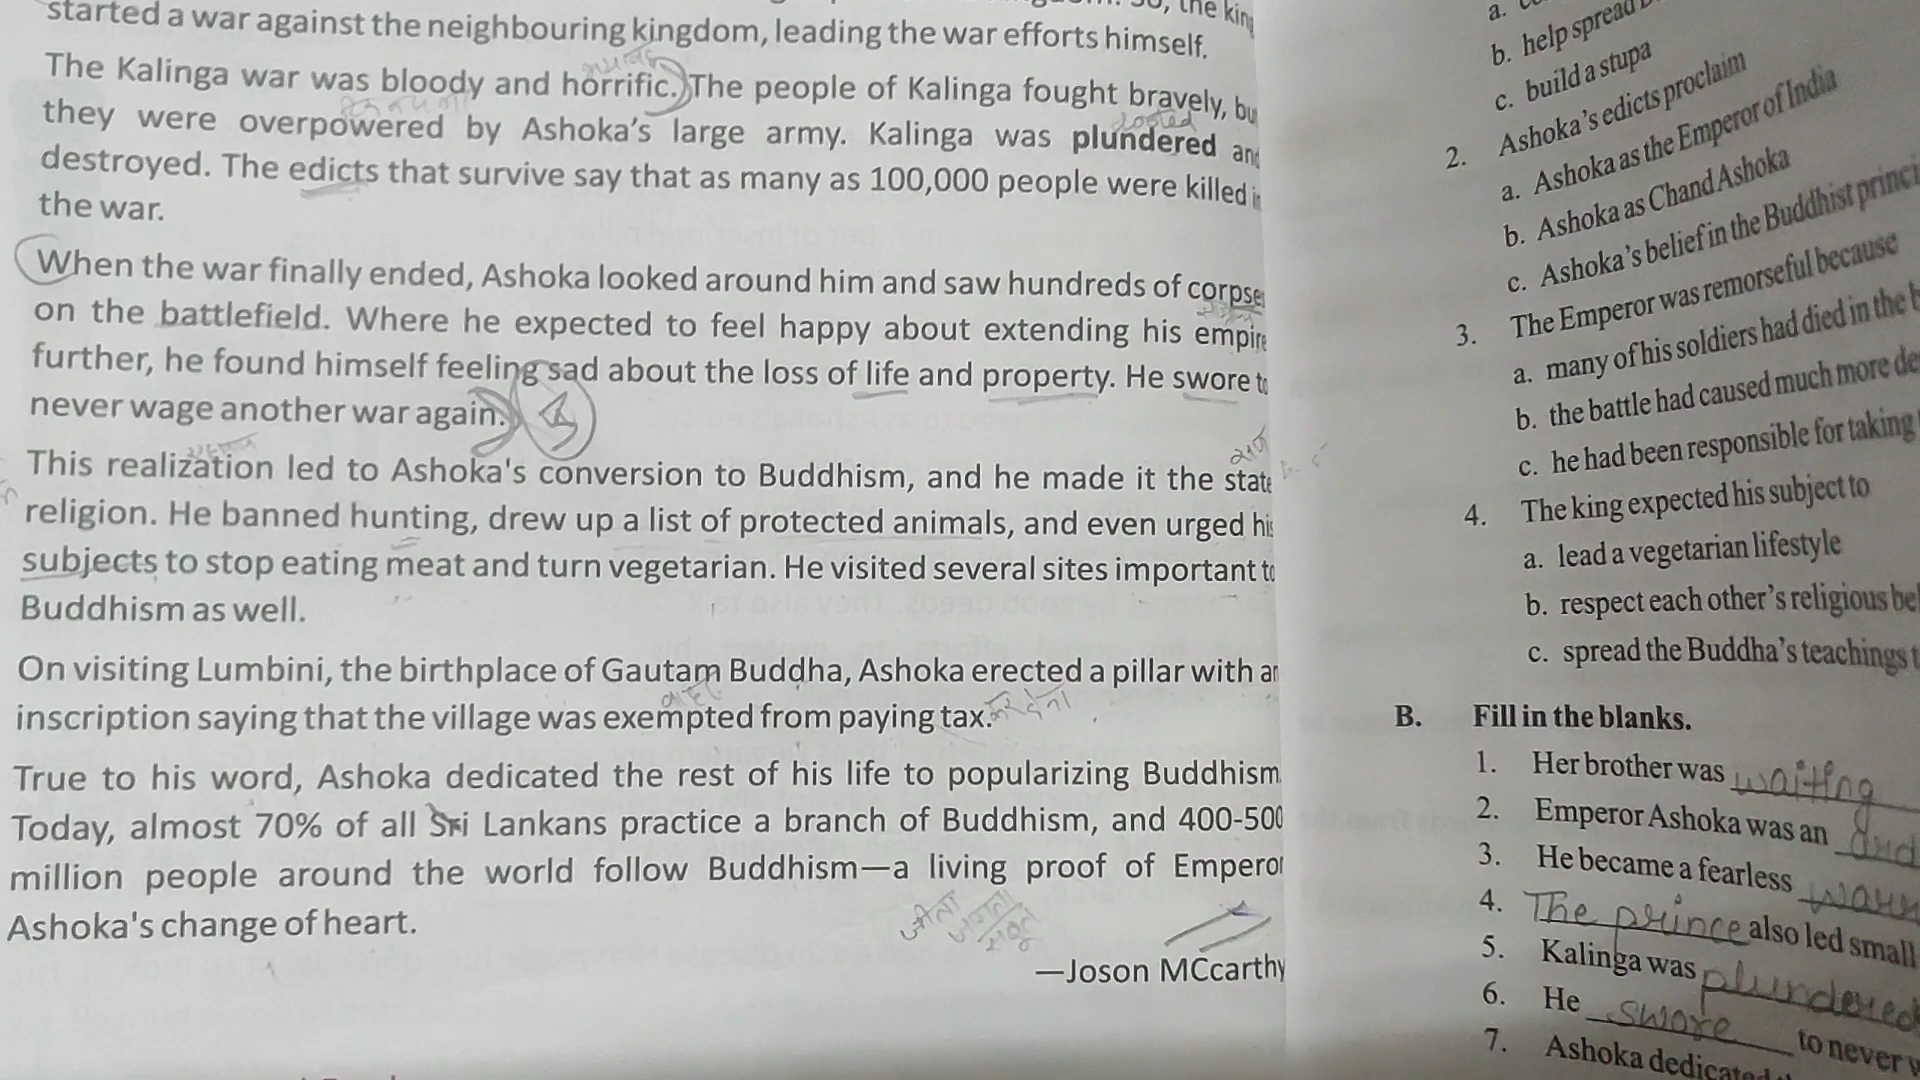 started a war against the neighbouring kingdom, leading the war efforts himself.
The Kalinga war was bloody and horrific. The people of Kalinga fought bravely,
they were overpowered by Ashoka's large army. Kalinga was plundered
looted
destroyed. The edicts that survive say that as many as 100,000 people were killed
the war.
When the war finally ended, Ashoka looked around him and saw hundreds of
on the battlefield. Where he expected to feel happy about extending his empire
further, he found himself feeling sad about the loss of life and property. He swore
never wage another war again.
This realization led to Ashoka's conversion to Buddhism, and he made it the state
religion. He banned hunting, drew up a list of protected animals, and even urged his
subjects to stop eating meat and turn vegetarian. He visited several sites important to
Buddhism as well.
On visiting Lumbini, the birthplace of Gautam Buddha, Ashoka erected a pillar with
inscription saying that the village was exempted from paying tax.
True to his word, Ashoka dedicated the rest of his life to popularizing Buddhism
Today, almost 70% of all Sri Lankans practice a branch of Buddhism, and 400-500
million people around the world follow Buddhism—a living proof of Emperor
Ashoka's change of heart.
—Joson MCcarthy
a.
b. help spread
c. build a stupa
2. Ashoka's edicts proclaim
a. Ashoka as the Emperor of India
b. Ashoka as Chand Ashoka
c. Ashoka's belief in the Buddhist
3. The Emperor was remorseful because
a. many of his soldiers had died in the
b. the battle had caused much more
c. he had been responsible for taking
4. The king expected his subject to
a. lead a vegetarian lifestyle
b. respect each other's religious
c. spread the Buddha's teachings
B. Fill in the blanks.
1. Her brother was waiting
2. Emperor Ashoka was an
3. He became a fearless
4. The prince also led small
5. Kalinga was plundered
6. He swore to never
7. Ashoka dedicated